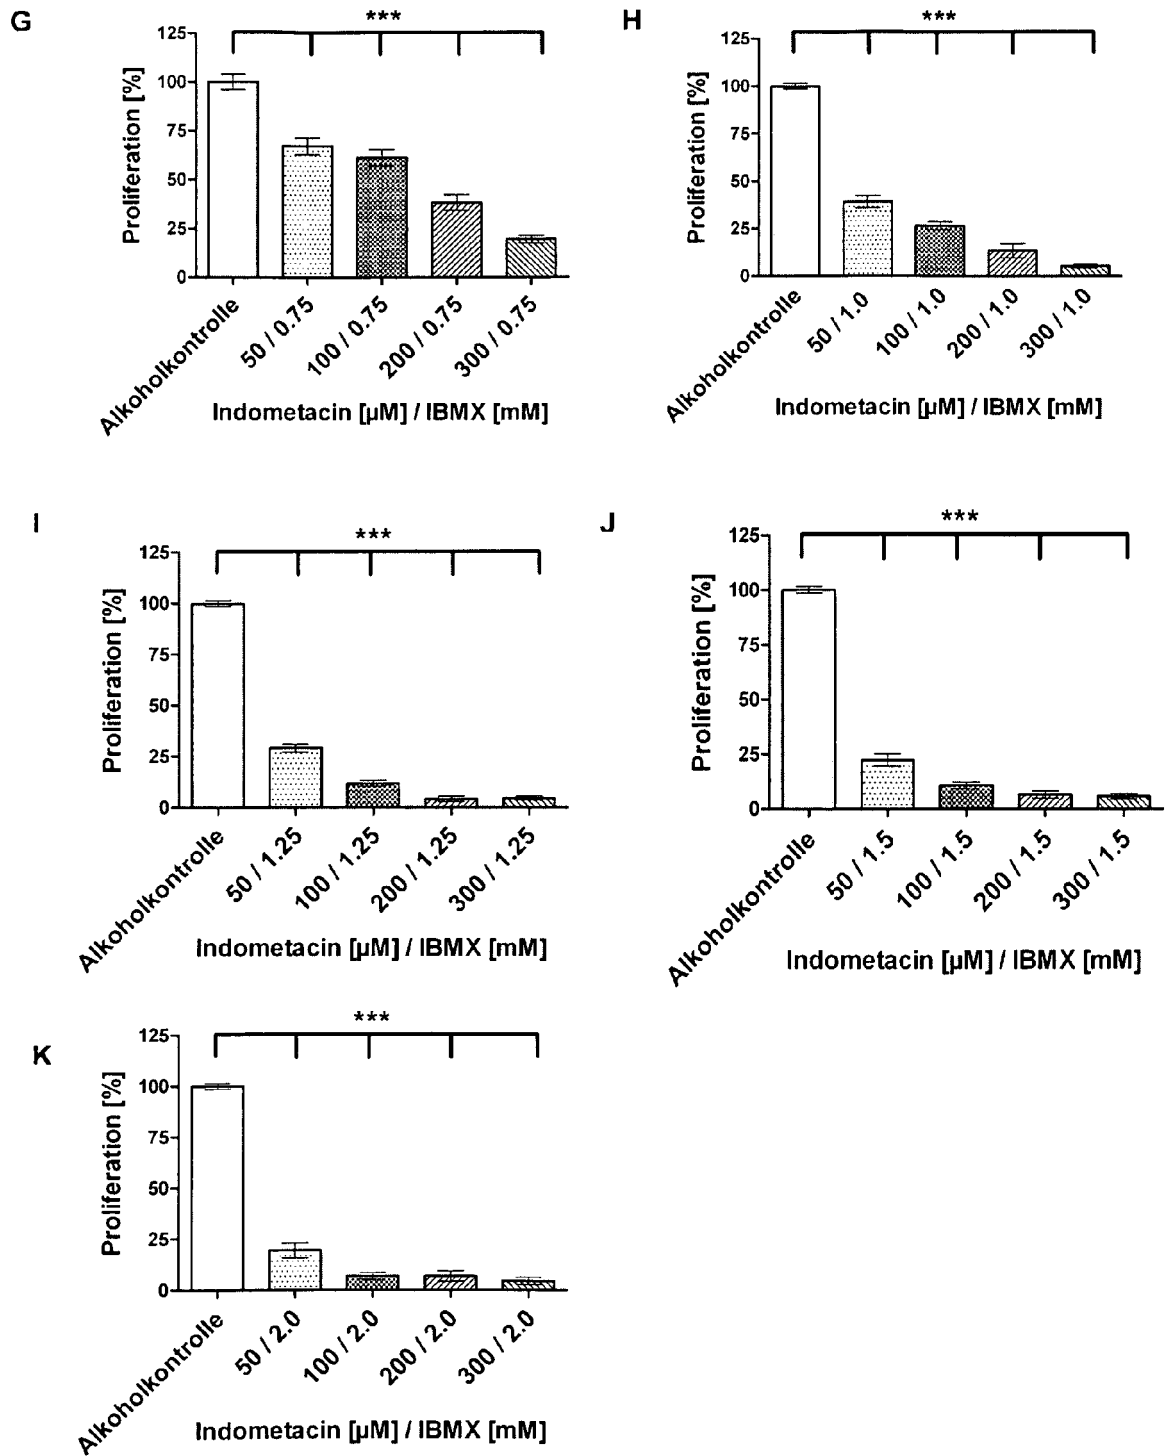 G
***
Proliferation [%]
125
100
75
50
25
0
Alkoholkontrolle
50 / 0.75
100 / 0.75
200 / 0.75
300 / 0.75
Indometacin [µM] / IBMX [mM]
H
***
Proliferation [%]
125
100
75
50
25
0
Alkoholkontrolle
50 / 1.0
100 / 1.0
200 / 1.0
300 / 1.0
Indometacin [µM] / IBMX [mM]
I
***
Proliferation [%]
125
100
75
50
25
0
Alkoholkontrolle
50 / 1.25
100 / 1.25
200 / 1.25
300 / 1.25
Indometacin [µM] / IBMX [mM]
J
***
Proliferation [%]
125
100
75
50
25
0
Alkoholkontrolle
50 / 1.5
100 / 1.5
200 / 1.5
300 / 1.5
Indometacin [µM] / IBMX [mM]
K
***
Proliferation [%]
125
100
75
50
25
0
Alkoholkontrolle
50 / 2.0
100 / 2.0
200 / 2.0
300 / 2.0
Indometacin [µM] / IBMX [mM]